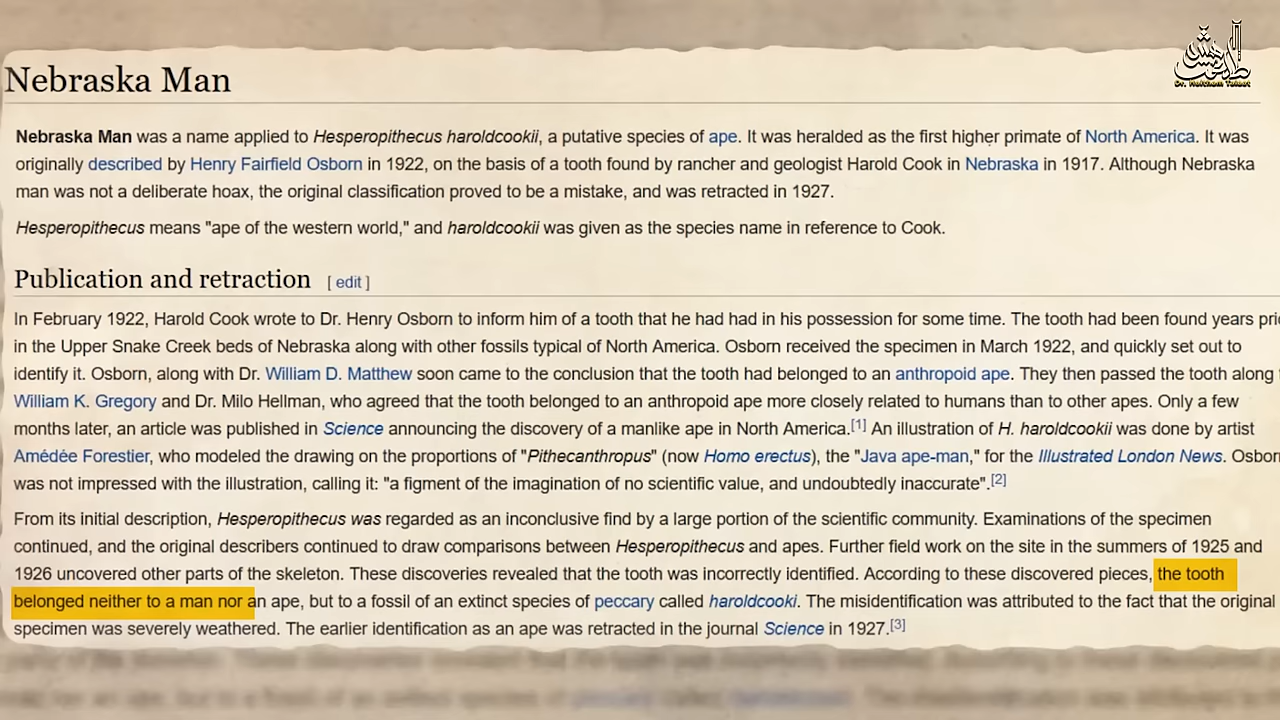 طلعت
هيثم
Dr. Haitham Talaat
Nebraska Man
Nebraska Man was a name applied to Hesperopithecus haroldcookii, a putative species of ape. It was heralded as the first higher primate of North America. It was
originally described by Henry Fairfield Osborn in 1922, on the basis of a tooth found by rancher and geologist Harold Cook in Nebraska in 1917. Although Nebraska
man was not a deliberate hoax, the original classification proved to be a mistake, and was retracted in 1927.
Hesperopithecus means "ape of the western world," and haroldcookii was given as the species name in reference to Cook.
Publication and retraction [ edit ]
In February 1922, Harold Cook wrote to Dr. Henry Osborn to inform him of a tooth that he had had in his possession for some time. The tooth had been found years
in the Upper Snake Creek beds of Nebraska along with other fossils typical of North America. Osborn received the specimen in March 1922, and quickly set out to
identify it. Osborn, along with Dr. William D. Matthew soon came to the conclusion that the tooth had belonged to an anthropoid ape. They then passed the tooth along
William K. Gregory and Dr. Milo Hellman, who agreed that the tooth belonged to an anthropoid ape more closely related to humans than to other apes. Only a few
months later, an article was published in Science announcing the discovery of a manlike ape in North America.[1] An illustration of H. haroldcookii was done by artist
Amédée Forestier, who modeled the drawing on the proportions of "Pithecanthropus" (now Homo erectus), the "Java ape-man," for the Illustrated London News. Osborn
was not impressed with the illustration, calling it: "a figment of the imagination of no scientific value, and undoubtedly inaccurate".[2]
From its initial description, Hesperopithecus was regarded as an inconclusive find by a large portion of the scientific community. Examinations of the specimen
continued, and the original describers continued to draw comparisons between Hesperopithecus and apes. Further field work on the site in the summers of 1925 and
1926 uncovered other parts of the skeleton. These discoveries revealed that the tooth was incorrectly identified. According to these discovered pieces, the tooth
belonged neither to a man nor an ape, but to a fossil of an extinct species of peccary called haroldcooki. The misidentification was attributed to the fact that the original
specimen was severely weathered. The earlier identification as an ape was retracted in the journal Science in 1927.[3]